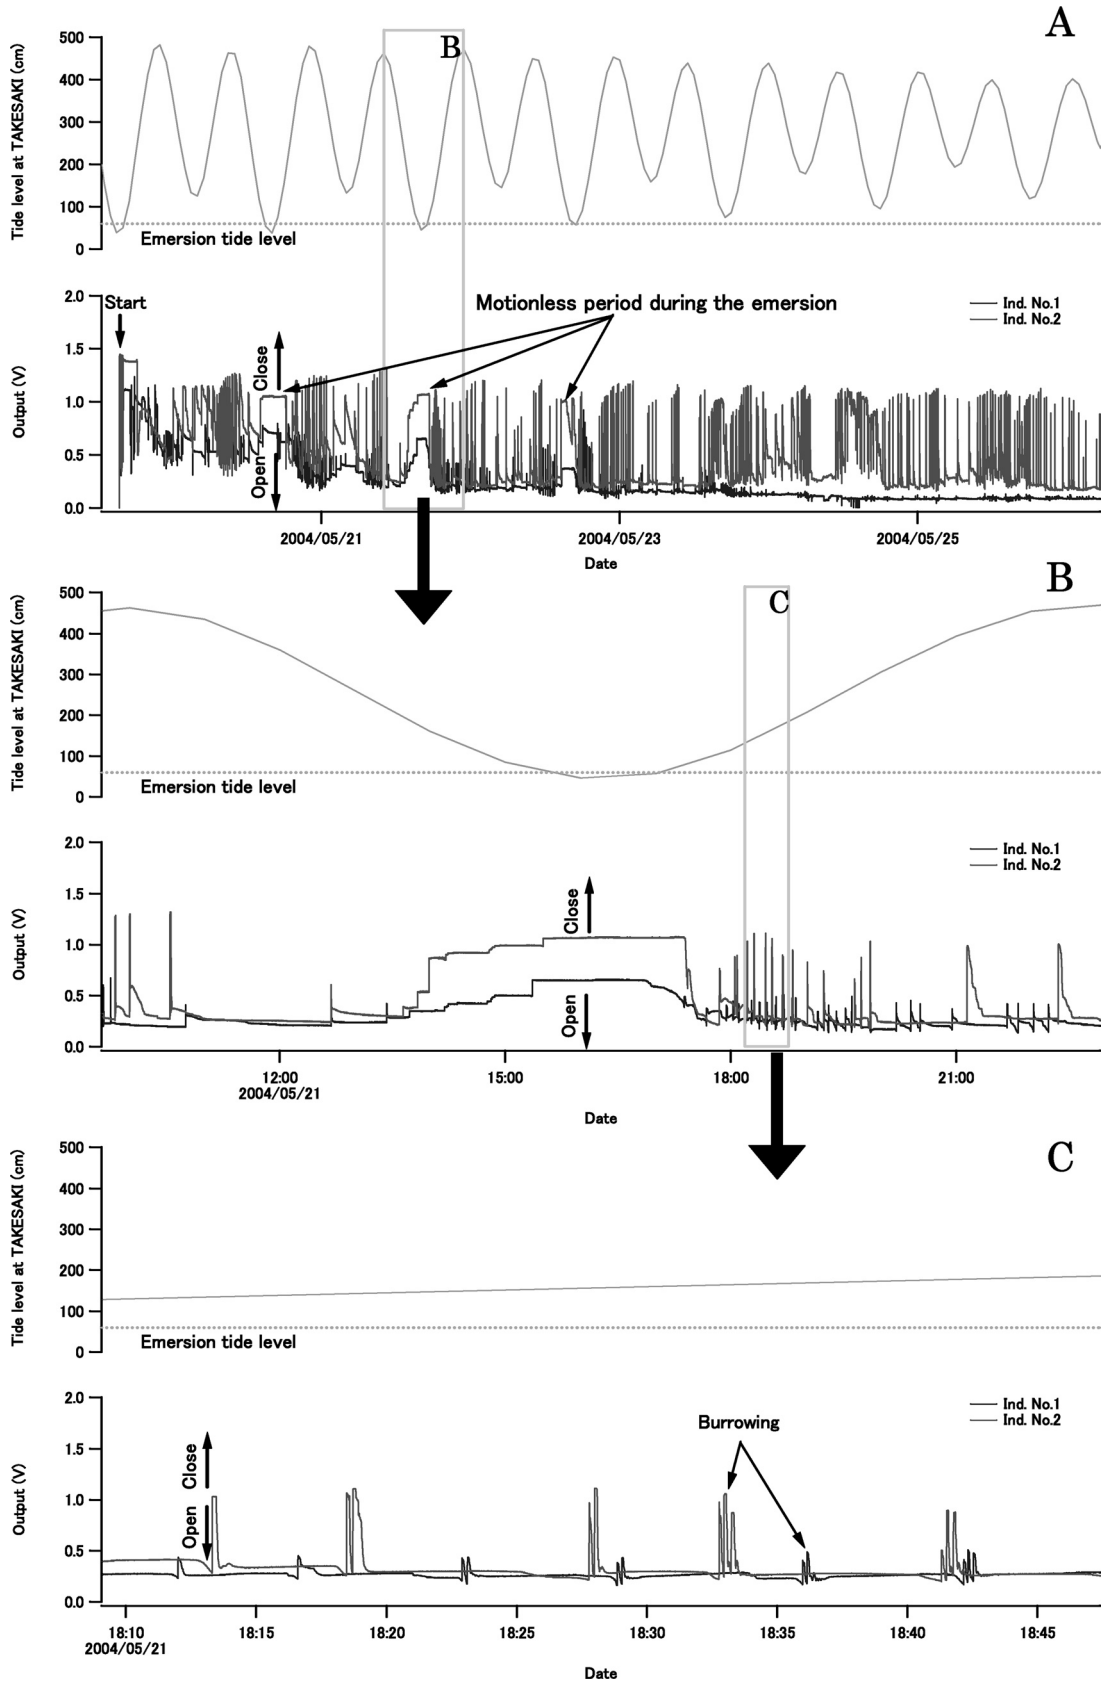 A
Tide level at TAKESAKI (cm)
500
400
300
200
100
0
B
Emersion tide level
Output (V)
2.0
1.5
1.0
0.5
0.0
Start
Close
Open
Motionless period during the emersion
Ind. No.1
Ind. No.2
2004/05/21
2004/05/23
2004/05/25
Date
B
Tide level at TAKESAKI (cm)
500
400
300
200
100
0
C
Emersion tide level
Output (V)
2.0
1.5
1.0
0.5
0.0
Close
Open
Ind. No.1
Ind. No.2
12:00
15:00
18:00
21:00
2004/05/21
Date
C
Tide level at TAKESAKI (cm)
500
400
300
200
100
0
Emersion tide level
Output (V)
2.0
1.5
1.0
0.5
0.0
Close
Open
Burrowing
Ind. No.1
Ind. No.2
18:10
18:15
18:20
18:25
18:30
18:35
18:40
18:45
2004/05/21
Date